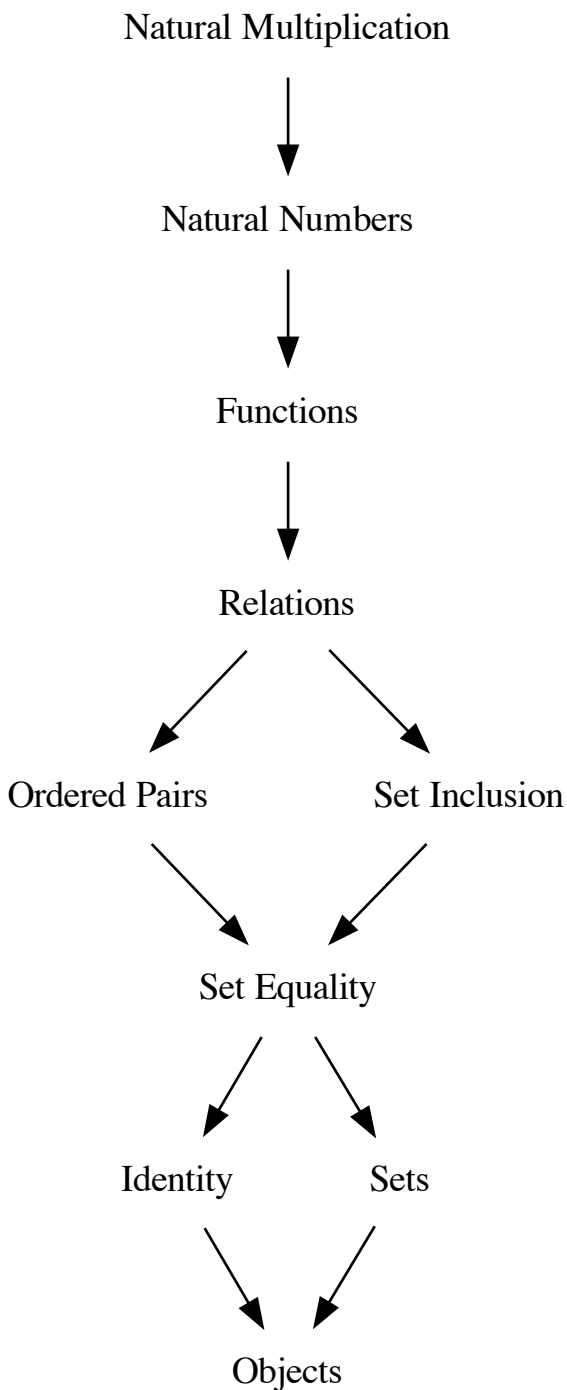 Natural Multiplication
Natural Numbers
Functions
Relations
Ordered Pairs
Set Inclusion
Set Equality
Identity
Sets
Objects